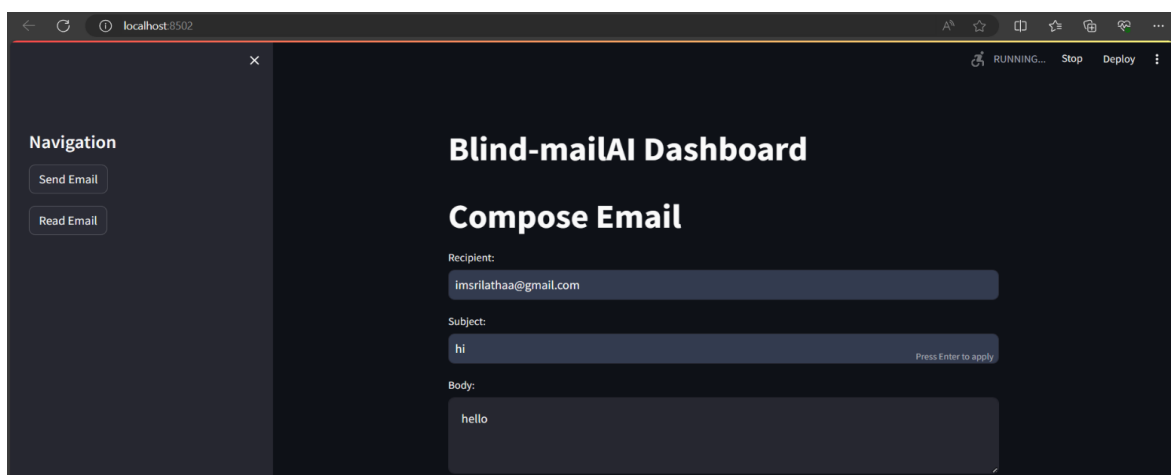 localhost:8502
RUNNING... Stop Deploy
Navigation
Send Email
Read Email
Blind-mailAI Dashboard
Compose Email
Recipient:
imsrilathaa@gmail.com
Subject:
hi
Press Enter to apply
Body:
hello